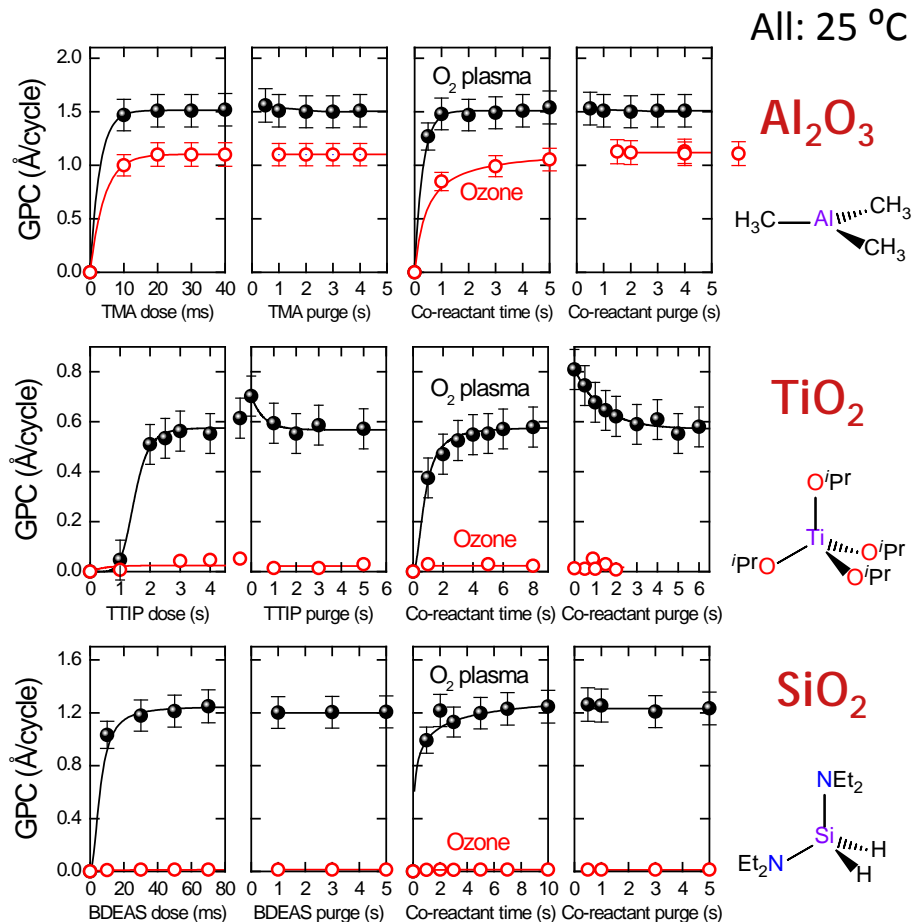 All: 25 ⁰C
2.0
1.5
1.0
0.5
0.0
GPC (Å/cycle)
0 10 20 30 40
TMA dose (ms)
0 1 2 3 4 5
TMA purge (s)
O₂ plasma
Ozone
0 1 2 3 4 5
Co-reactant time (s)
0 1 2 3 4 5
Co-reactant purge (s)
Al₂O₃
H₃C
Al
CH₃
CH₃
0.8
0.6
0.4
0.2
0.0
GPC (Å/cycle)
0 1 2 3 4
TTIP dose (s)
0 1 2 3 4 5 6
TTIP purge (s)
O₂ plasma
Ozone
0 2 4 6 8
Co-reactant time (s)
0 1 2 3 4 5 6
Co-reactant purge (s)
TiO₂
OⁱPr
Ti
ⁱPrO
OⁱPr
OⁱPr
1.6
1.2
0.8
0.4
0.0
GPC (Å/cycle)
0 20 40 60 80
BDEAS dose (ms)
0 1 2 3 4 5
BDEAS purge (s)
O₂ plasma
Ozone
0 2 4 6 8 10
Co-reactant time (s)
0 1 2 3 4 5
Co-reactant purge (s)
SiO₂
NEt₂
Si
Et₂N
H
H